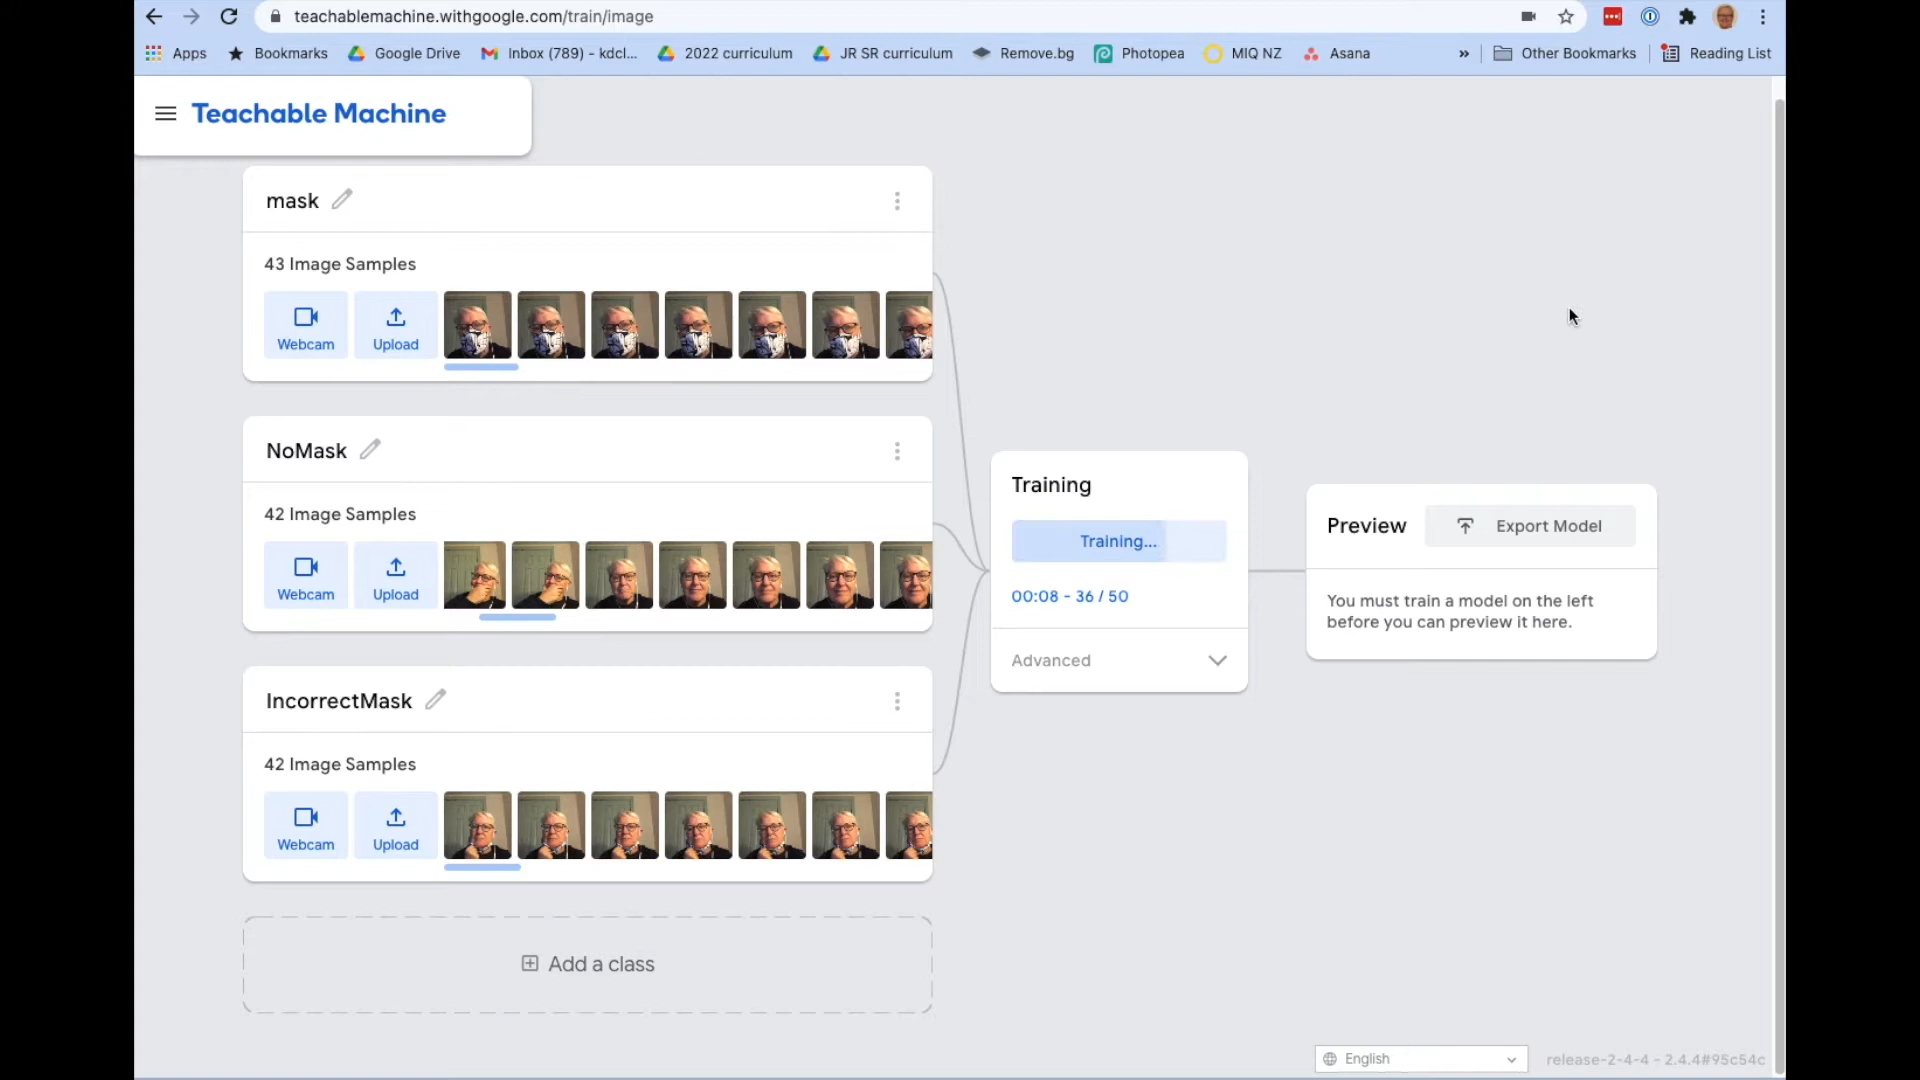 teachablemachine.withgoogle.com/train/image
Apps Bookmarks Google Drive Inbox (789) - kdcl... 2022 curriculum JR SR curriculum Remove.bg Photopea MIQ NZ Asana » Other Bookmarks Reading List
Teachable Machine
mask
43 Image Samples
Webcam Upload
NoMask
42 Image Samples
Webcam Upload
IncorrectMask
42 Image Samples
Webcam Upload
Add a class
Training
Training...
00:08 - 36 / 50
Advanced
Preview Export Model
You must train a model on the left
before you can preview it here.
English
release-2-4-4 - 2.4.4#95c54c